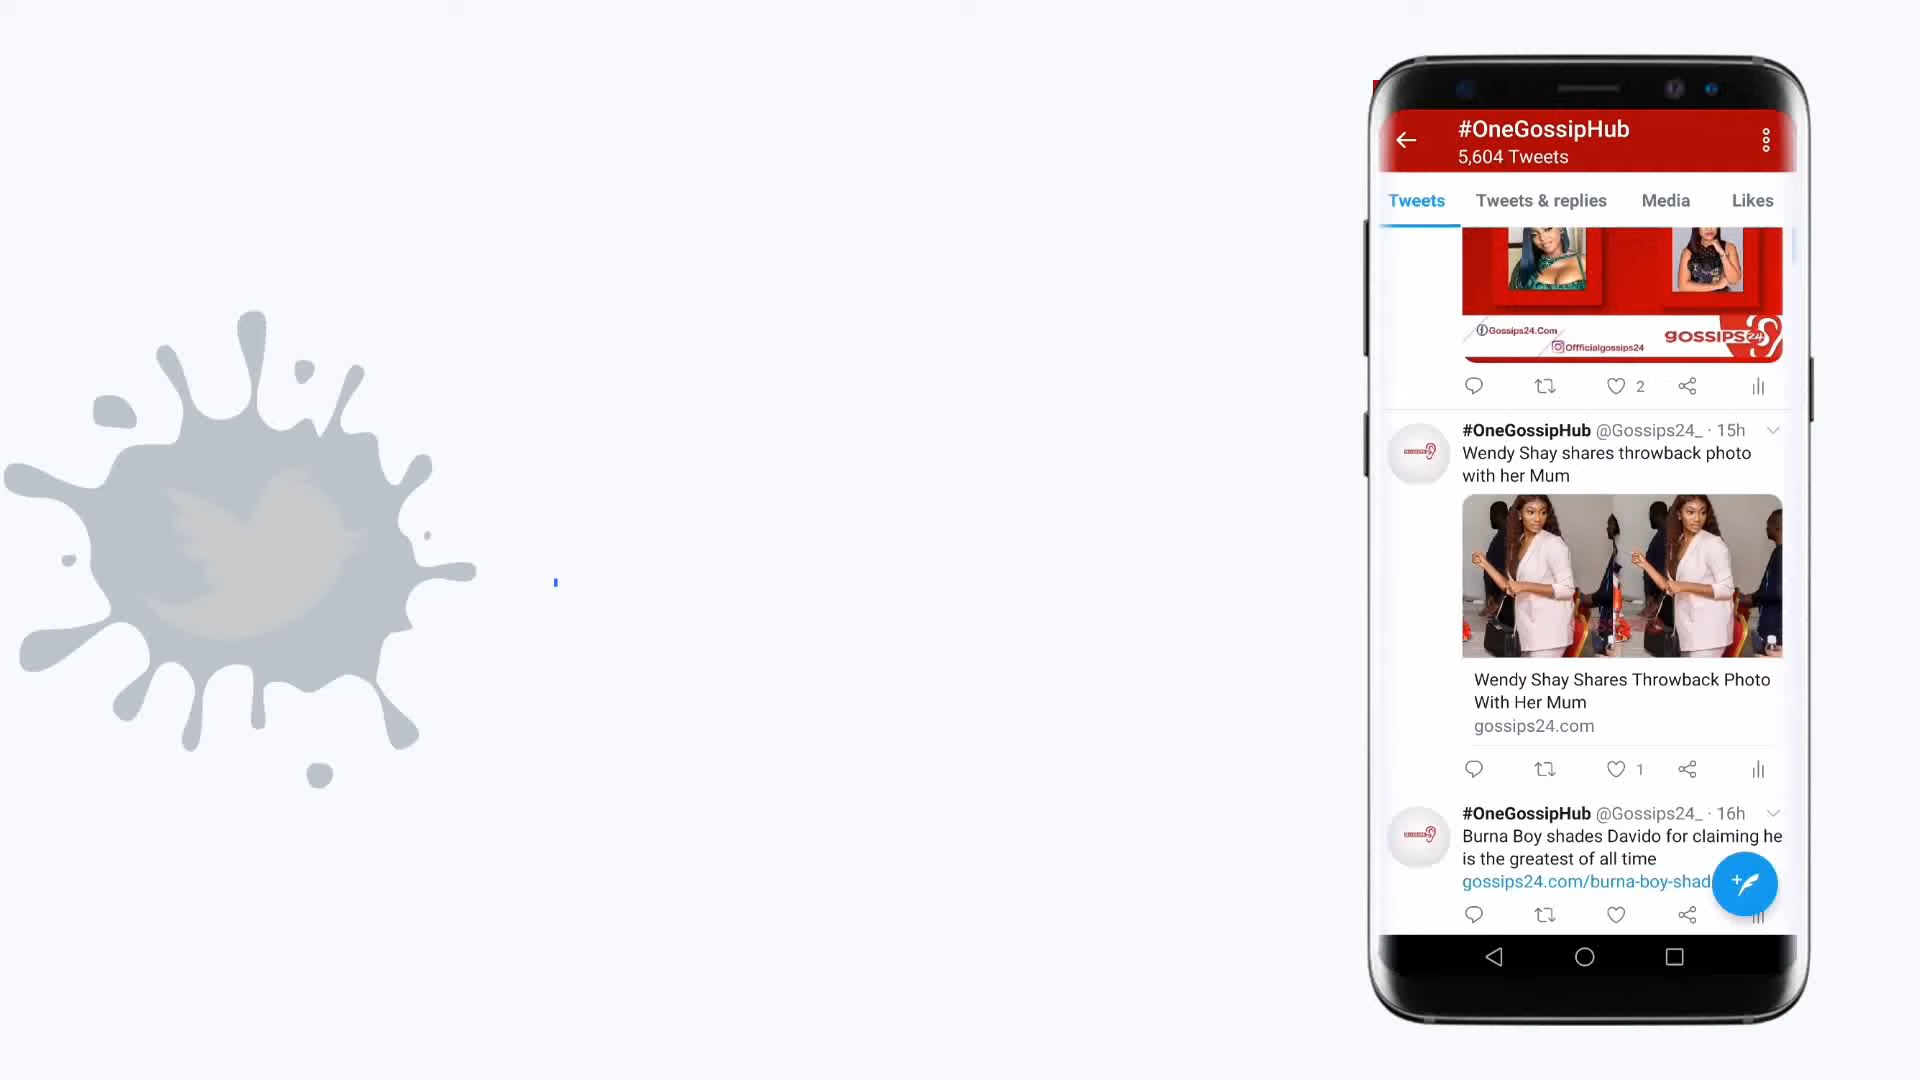 #OneGossipHub
5,604 Tweets
Tweets
Tweets & replies
Media
Likes
Gossips24.Com
Offficialgossips24
gossips24
2
#OneGossipHub @Gossips24_ · 15h
Wendy Shay shares throwback photo
with her Mum
Wendy Shay Shares Throwback Photo
With Her Mum
gossips24.com
1
#OneGossipHub @Gossips24_ · 16h
Burna Boy shades Davido for claiming he
is the greatest of all time
gossips24.com/burna-boy-shad